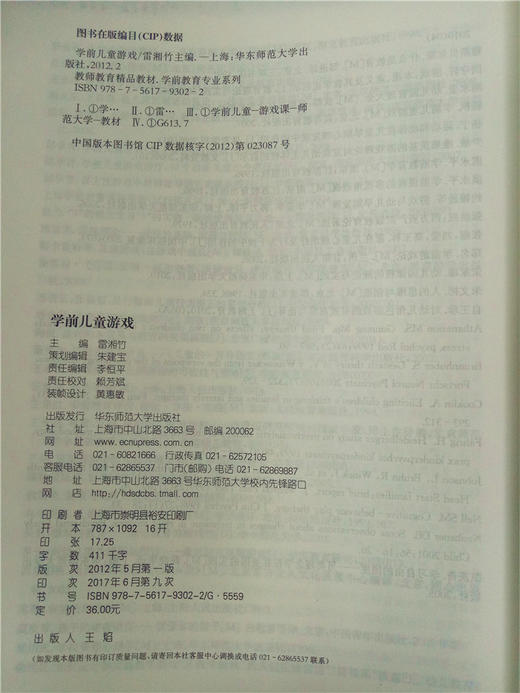 图书在版编目(CIP)数据
学前儿童游戏/雷湘竹主编.—上海:华东师范大学出
版社,2012.2
教师教育精品教材.学前教育专业系列
ISBN 978-7-5617-9302-2
Ⅰ.①学… Ⅱ.①雷… Ⅲ.①学前儿童-游戏课-师
范大学-教材 Ⅳ.①G613.7
中国版本图书馆CIP数据核字(2012)第023087号
学前儿童游戏
主 编 雷湘竹
策划编辑 朱建宝
责任编辑 李恒平
责任校对 赖芳斌
装帧设计 黄惠敏
出版发行 华东师范大学出版社
社 址 上海市中山北路3663号 邮编200062
网 址 www.ecnupress.com.cn
电 话 021-60821666 行政传真 021-62572105
客服电话 021-62865537 门市(邮购)电话 021-62869887
地 址 上海市中山北路3663号华东师范大学校内先锋路口
网 店 http://hdsdcbs.tmall.com
印 刷 者 上海市崇明县裕安印刷厂
开 本 787×1092 16开
印 张 17.25
字 数 411千字
版 次 2012年6月第一版
印 次 2017年6月第九次
书 号 ISBN 978-7-5617-9302-2/G·5559
定 价 36.00元
出 版 人 王 焰
(如发现本版图书有印订质量问题,请寄回本社客服中心调换或电话021-62865537联系)